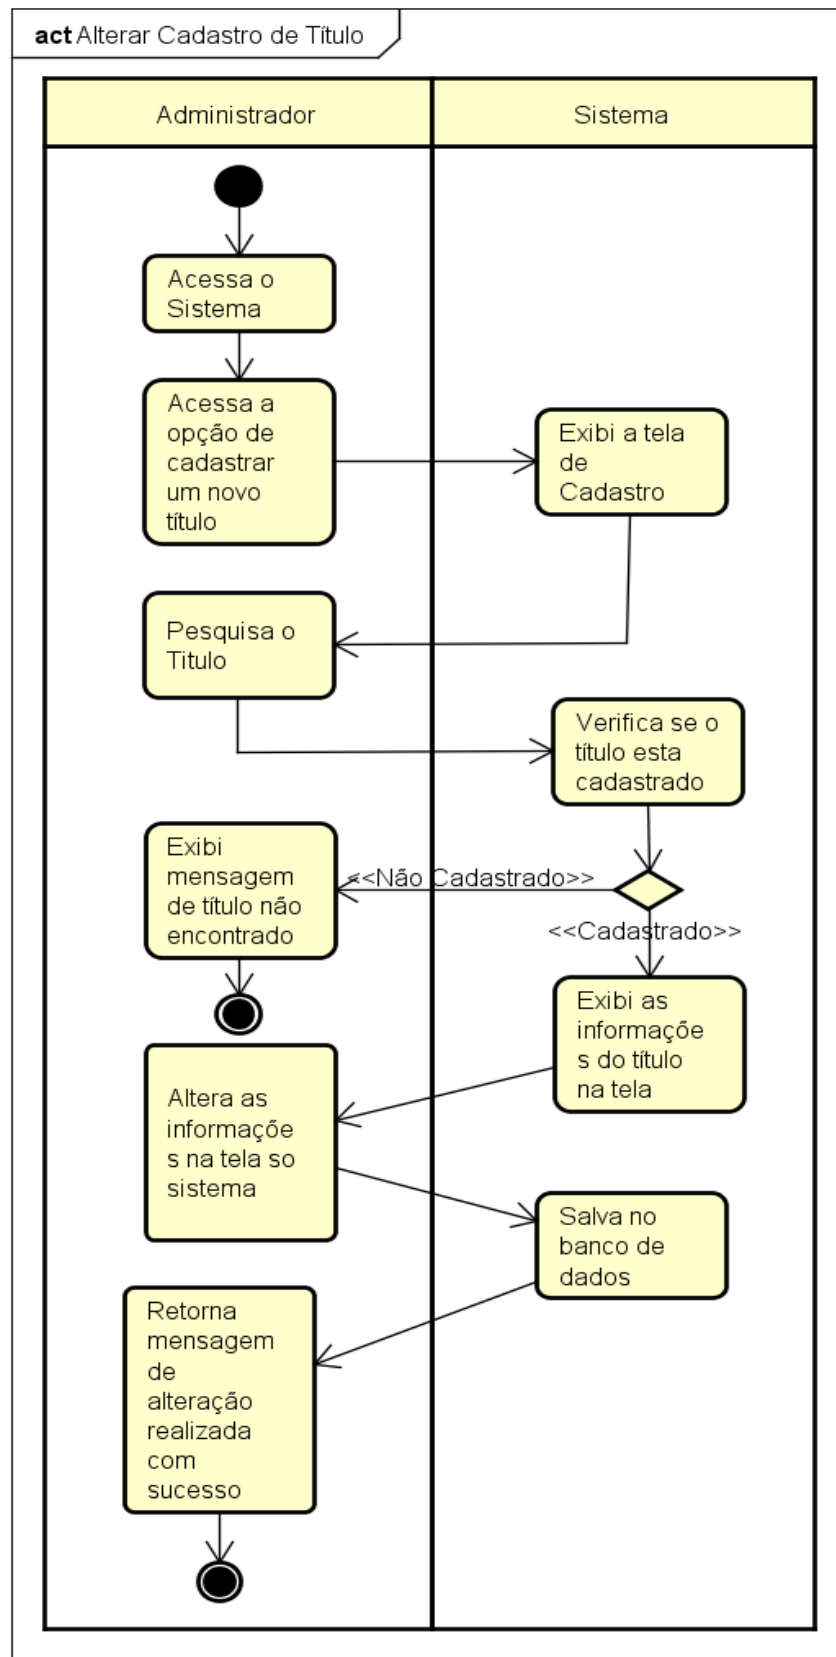 act Alterar Cadastro de Título
Administrador
Sistema
Acessa o
Sistema
Acessa a
opção de
cadastrar
um novo
título
Exibi a tela
de
Cadastro
Pesquisa o
Titulo
Verifica se o
título esta
cadastrado
Exibi
mensagem
de título não
encontrado
<<Não Cadastrado>>
<<Cadastrado>>
Exibi as
informaçõe
s do título
na tela
Altera as
informaçõe
s na tela so
sistema
Salva no
banco de
dados
Retorna
mensagem
de
alteração
realizada
com
sucesso